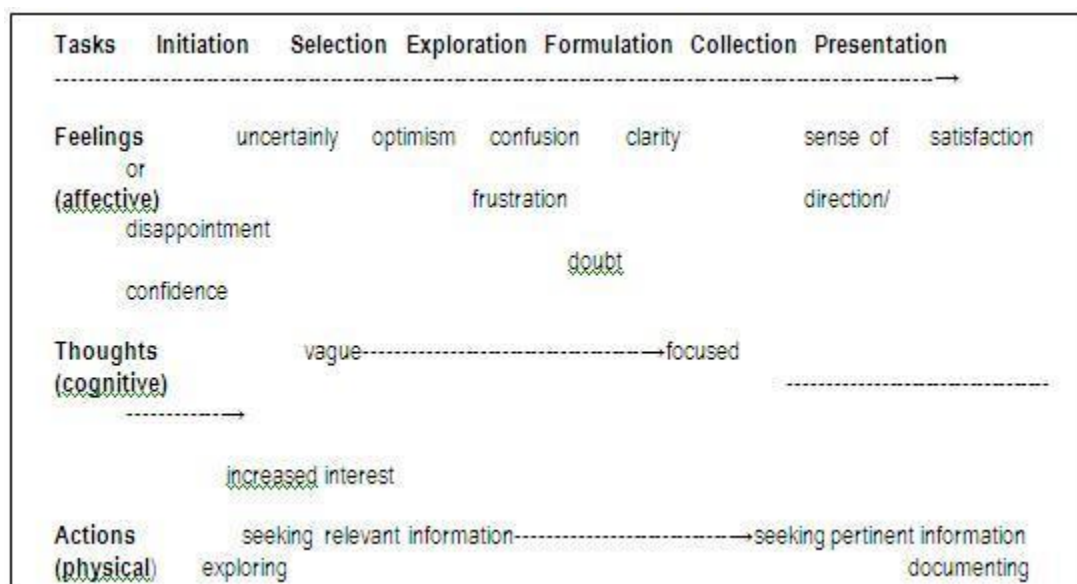 Tasks Initiation Selection Exploration Formulation Collection Presentation
------------------------------------------------------------------------→
Feelings uncertainly optimism confusion clarity sense of satisfaction
or
(affective) frustration direction/
disappointment
doubt
confidence
Thoughts vague------------------------------→focused
(cognitive) --------------------------
------------→
increased interest
Actions seeking relevant information------------------------→seeking pertinent information
(physical) exploring documenting